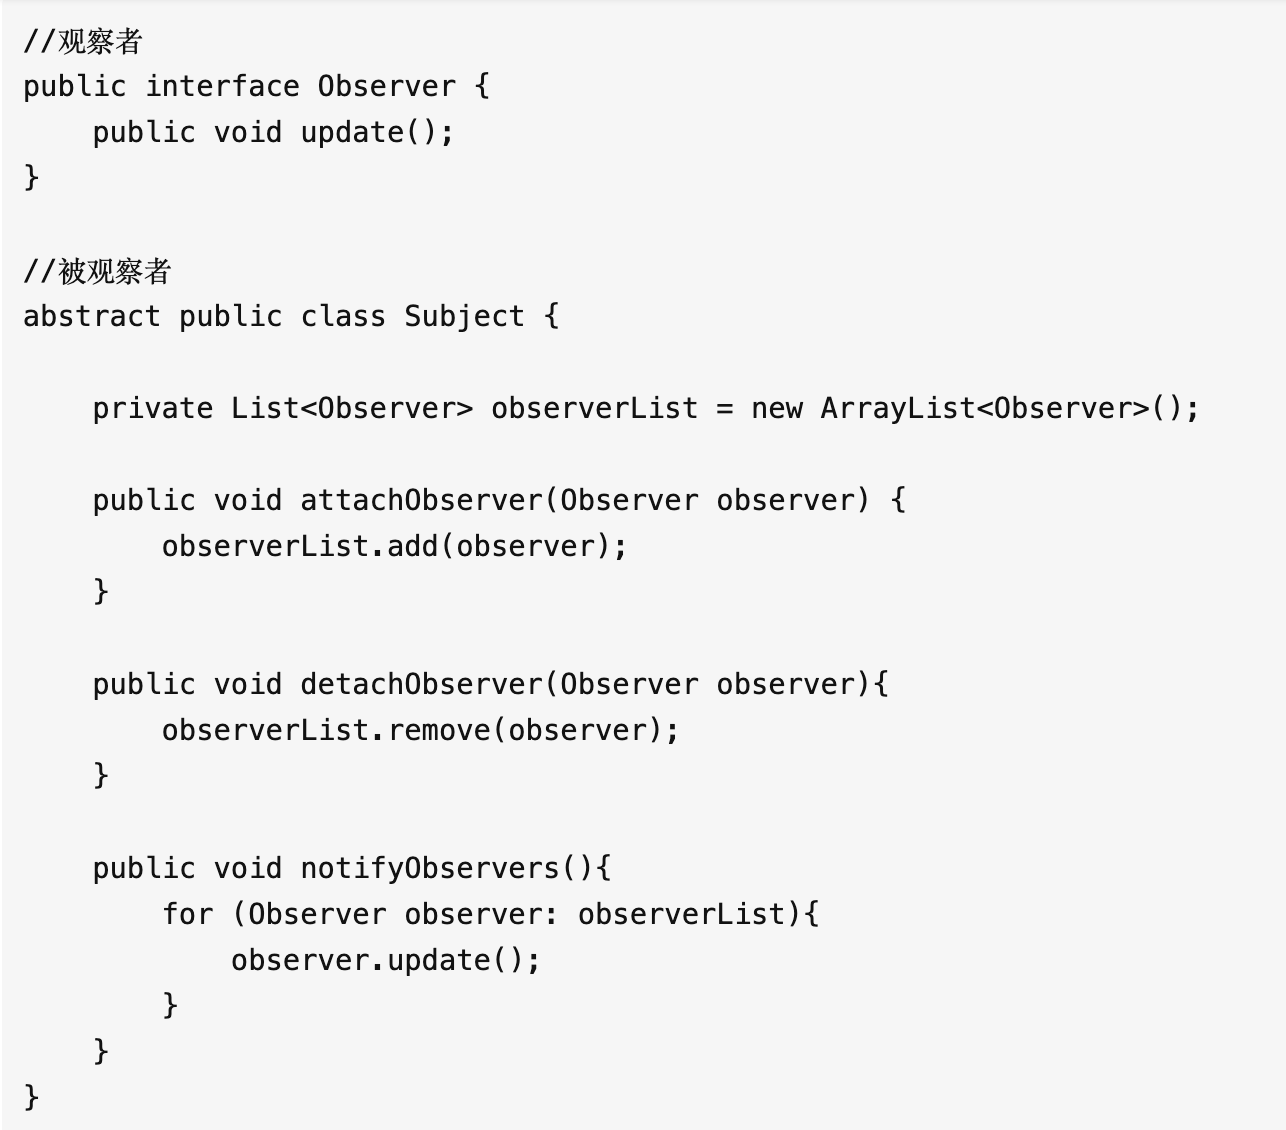 //观察者
public interface Observer {
    public void update();
}

//被观察者
abstract public class Subject {

    private List<Observer> observerList = new ArrayList<Observer>();

    public void attachObserver(Observer observer) {
        observerList.add(observer);
    }

    public void detachObserver(Observer observer){
        observerList.remove(observer);
    }

    public void notifyObservers(){
        for (Observer observer: observerList){
            observer.update();
        }
    }
}